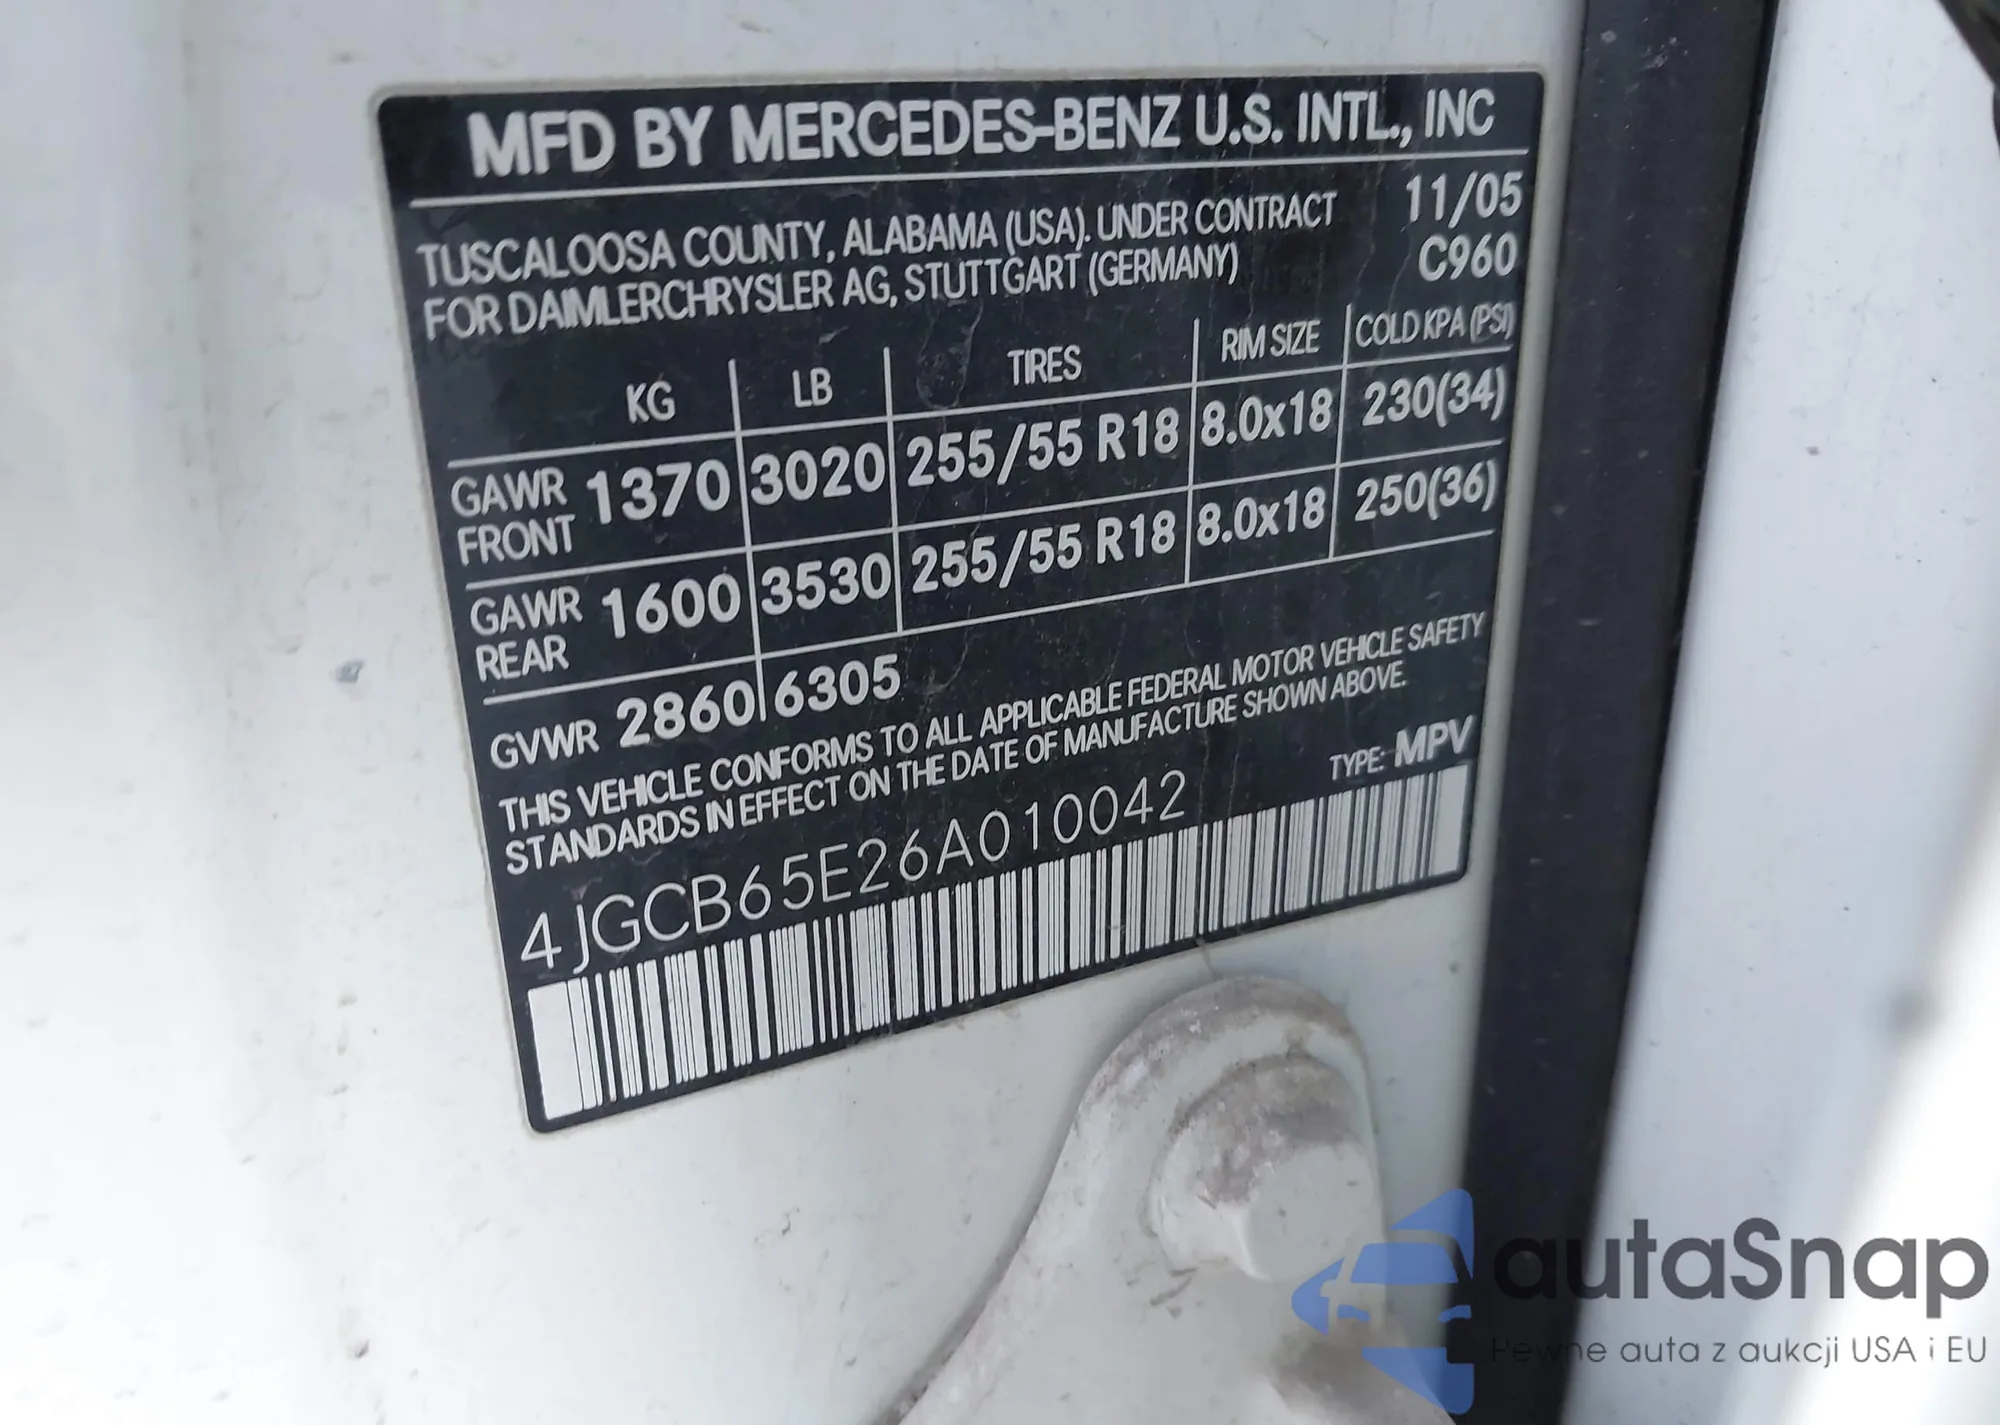 MFD BY MERCEDES-BENZ U.S. INTL., INC
TUSCALOOSA COUNTY, ALABAMA (USA). UNDER CONTRACT 11/05
FOR DAIMLERCHRYSLER AG, STUTTGART (GERMANY) C960
KG LB TIRES RIM SIZE COLD KPA (PSI)
GAWR FRONT 1370 3020 255/55 R18 8.0x18 230(34)
GAWR REAR 1600 3530 255/55 R18 8.0x18 250(36)
GVWR 2860 6305
THIS VEHICLE CONFORMS TO ALL APPLICABLE FEDERAL MOTOR VEHICLE SAFETY
STANDARDS IN EFFECT ON THE DATE OF MANUFACTURE SHOWN ABOVE.
4JGCB65E26A010042 TYPE: MPV
autaSnap
Pewne auta z aukcji USA i EU